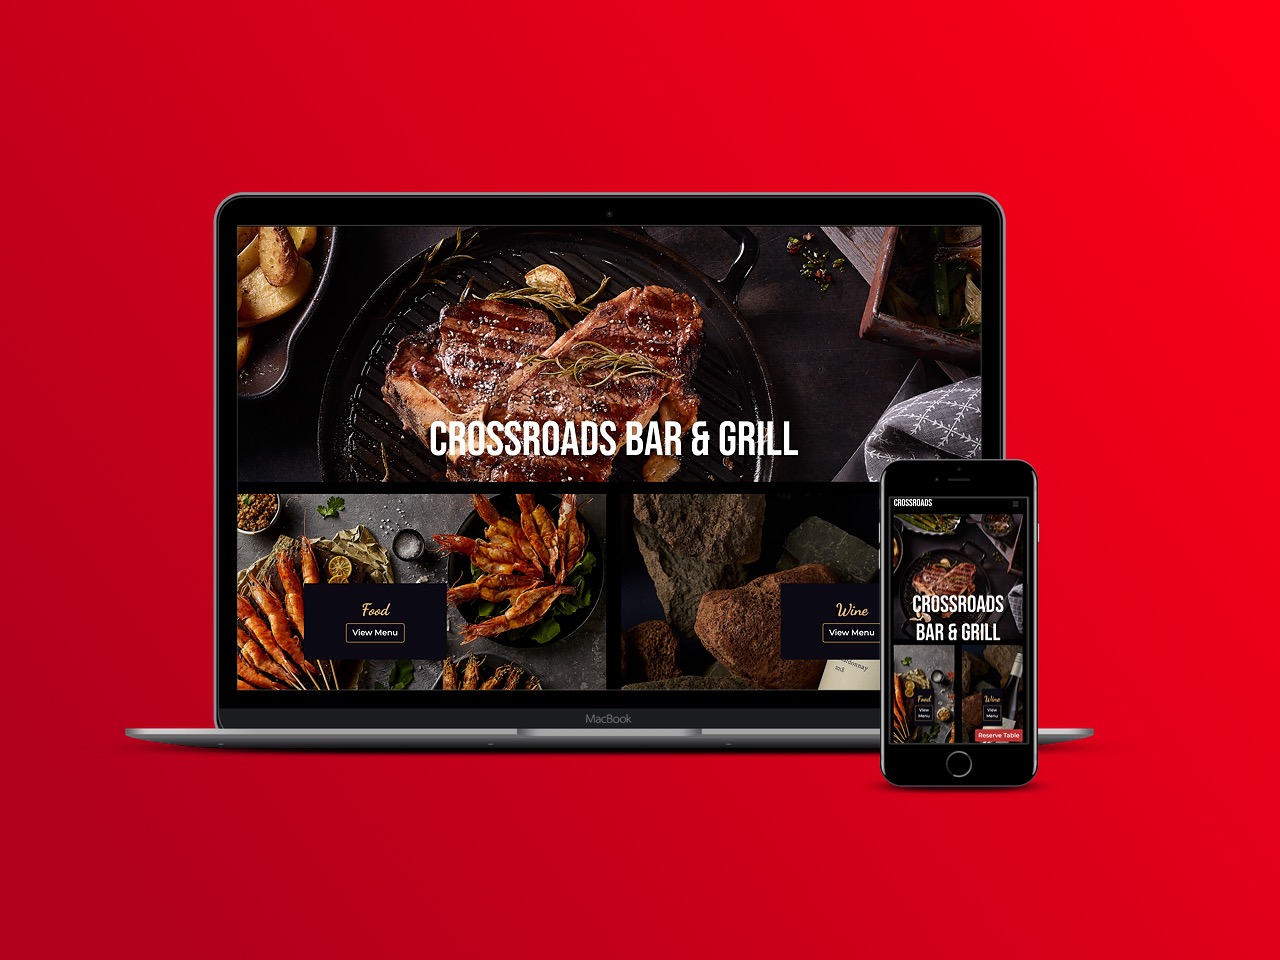 CROSSROADS BAR & GRILL
Food
View Menu
Wine
View Menu
MacBook
CROSSROADS
CROSSROADS
BAR & GRILL
Food
View
Menu
Wine
View
Menu
Reserve Table